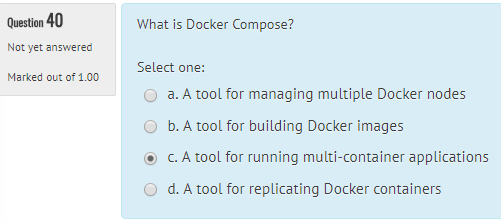 Question 40
Not yet answered
Marked out of 1.00
What is Docker Compose?
Select one:
a. A tool for managing multiple Docker nodes
b. A tool for building Docker images
c. A tool for running multi-container applications
d. A tool for replicating Docker containers